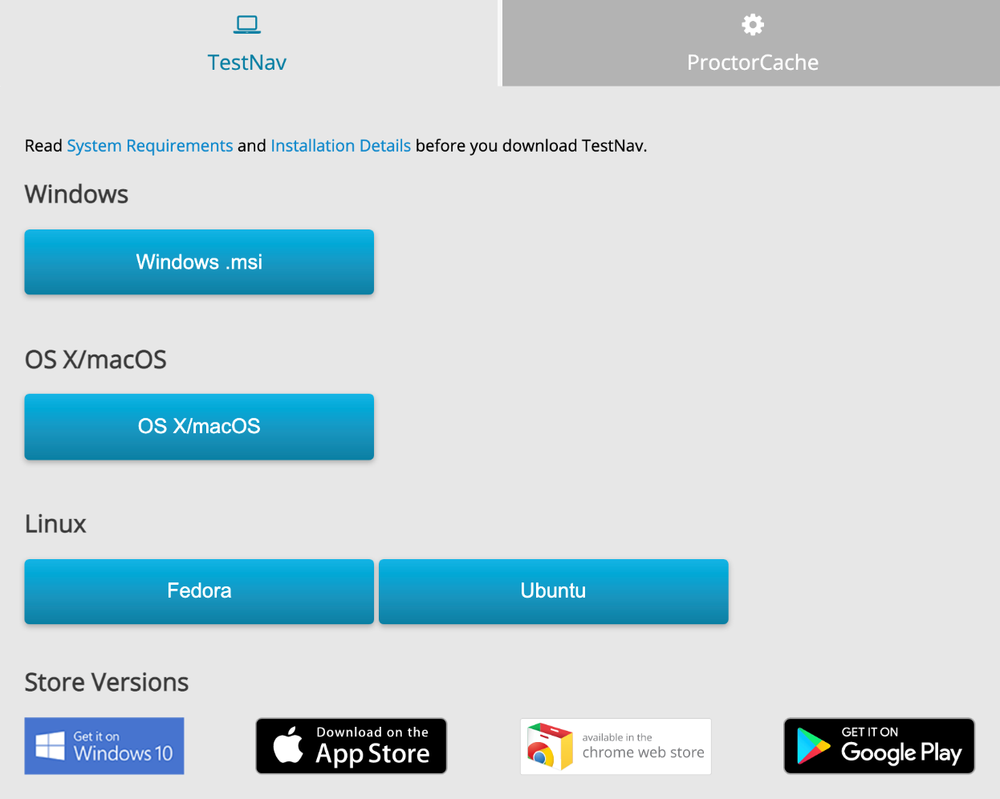 TestNav
ProctorCache
Read System Requirements and Installation Details before you download TestNav.
Windows
Windows .msi
OS X/macOS
OS X/macOS
Linux
Fedora
Ubuntu
Store Versions
Get it on
Windows 10
Download on the
App Store
available in the
chrome web store
GET IT ON
Google Play